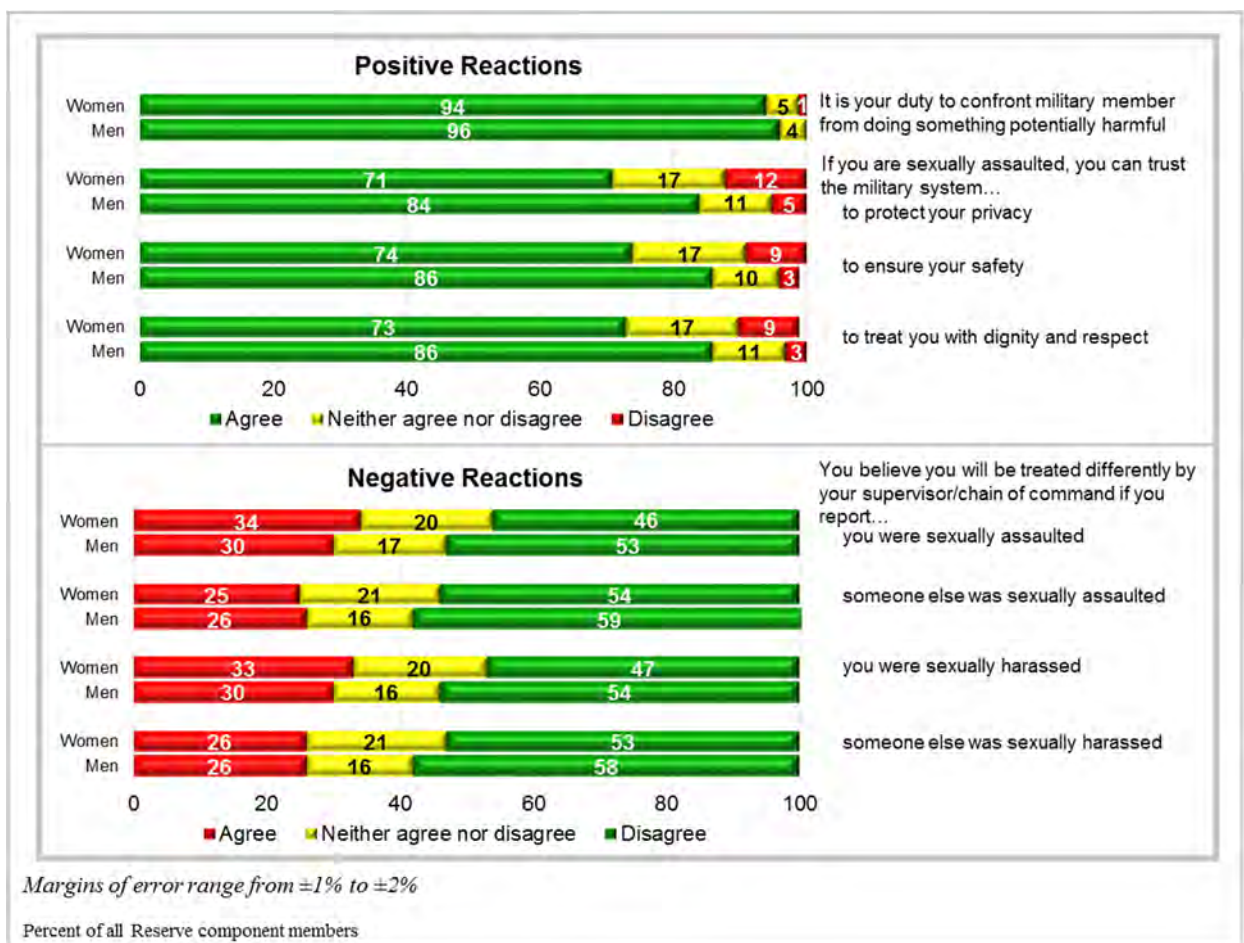 Positive Reactions
Women 94 5 1 It is your duty to confront military member
Men 96 4 from doing something potentially harmful
If you are sexually assaulted, you can trust
Women 71 17 12 the military system…
Men 84 11 5 to protect your privacy
Women 74 17 9 to ensure your safety
Men 86 10 3
Women 73 17 9 to treat you with dignity and respect
Men 86 11 3
0 20 40 60 80 100
Agree Neither agree nor disagree Disagree
Negative Reactions
You believe you will be treated differently by
your supervisor/chain of command if you
report…
Women 34 20 46
Men 30 17 53 you were sexually assaulted
Women 25 21 54 someone else was sexually assaulted
Men 26 16 59
Women 33 20 47 you were sexually harassed
Men 30 16 54
Women 26 21 53 someone else was sexually harassed
Men 26 16 58
0 20 40 60 80 100
Agree Neither agree nor disagree Disagree
Margins of error range from ±1% to ±2%
Percent of all Reserve component members